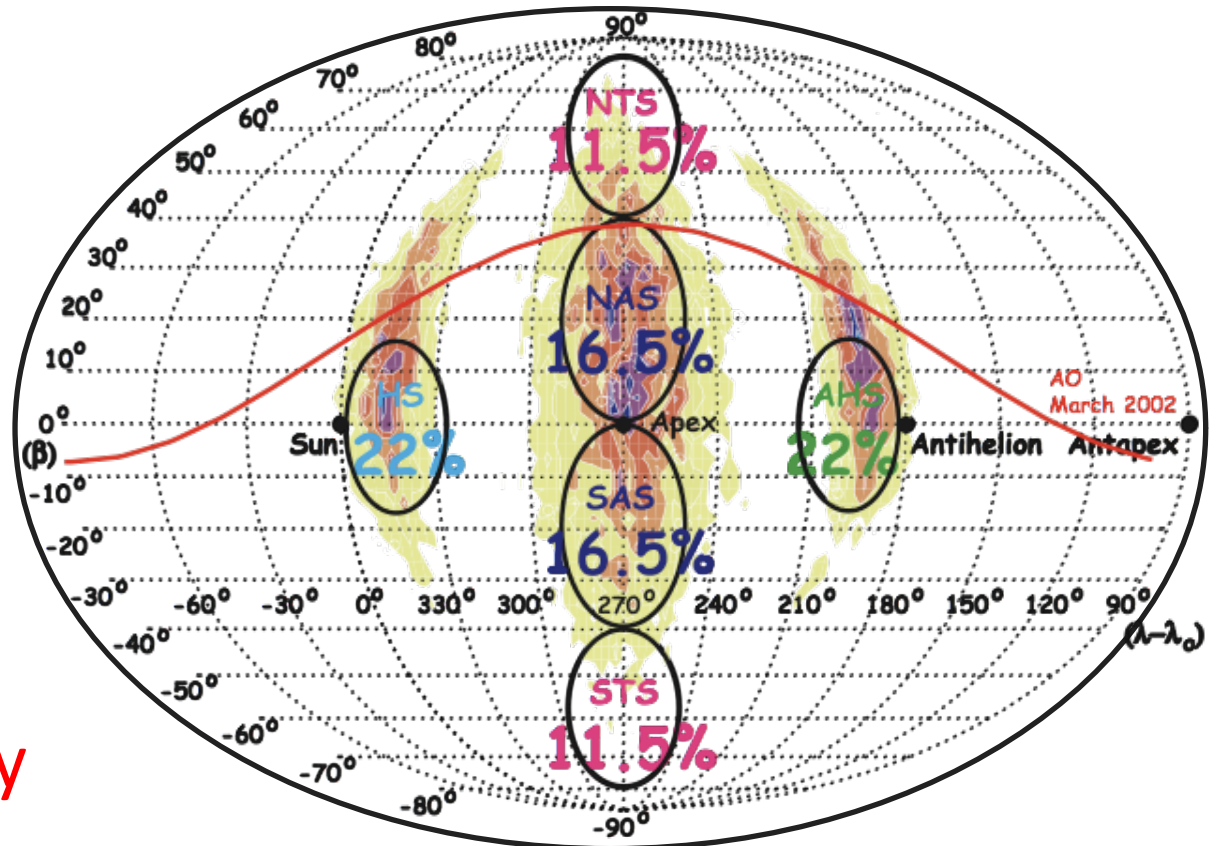 90°
80°
70°
60°
50°
40°
30°
20°
10°
0°
(β)
-10°
-20°
-30°
-40°
-50°
-60°
-70°
-80°
-90°
NTS
11.5%
NAS
16.5%
HS
22%
AHS
22%
Sun
Apex
Antihelion
Antapex
AO
March 2002
SAS
16.5%
-60° -30° 0° 330° 300° 270° 240° 210° 180° 150° 120° 90°
(λ-λ₀)
STS
11.5%
y